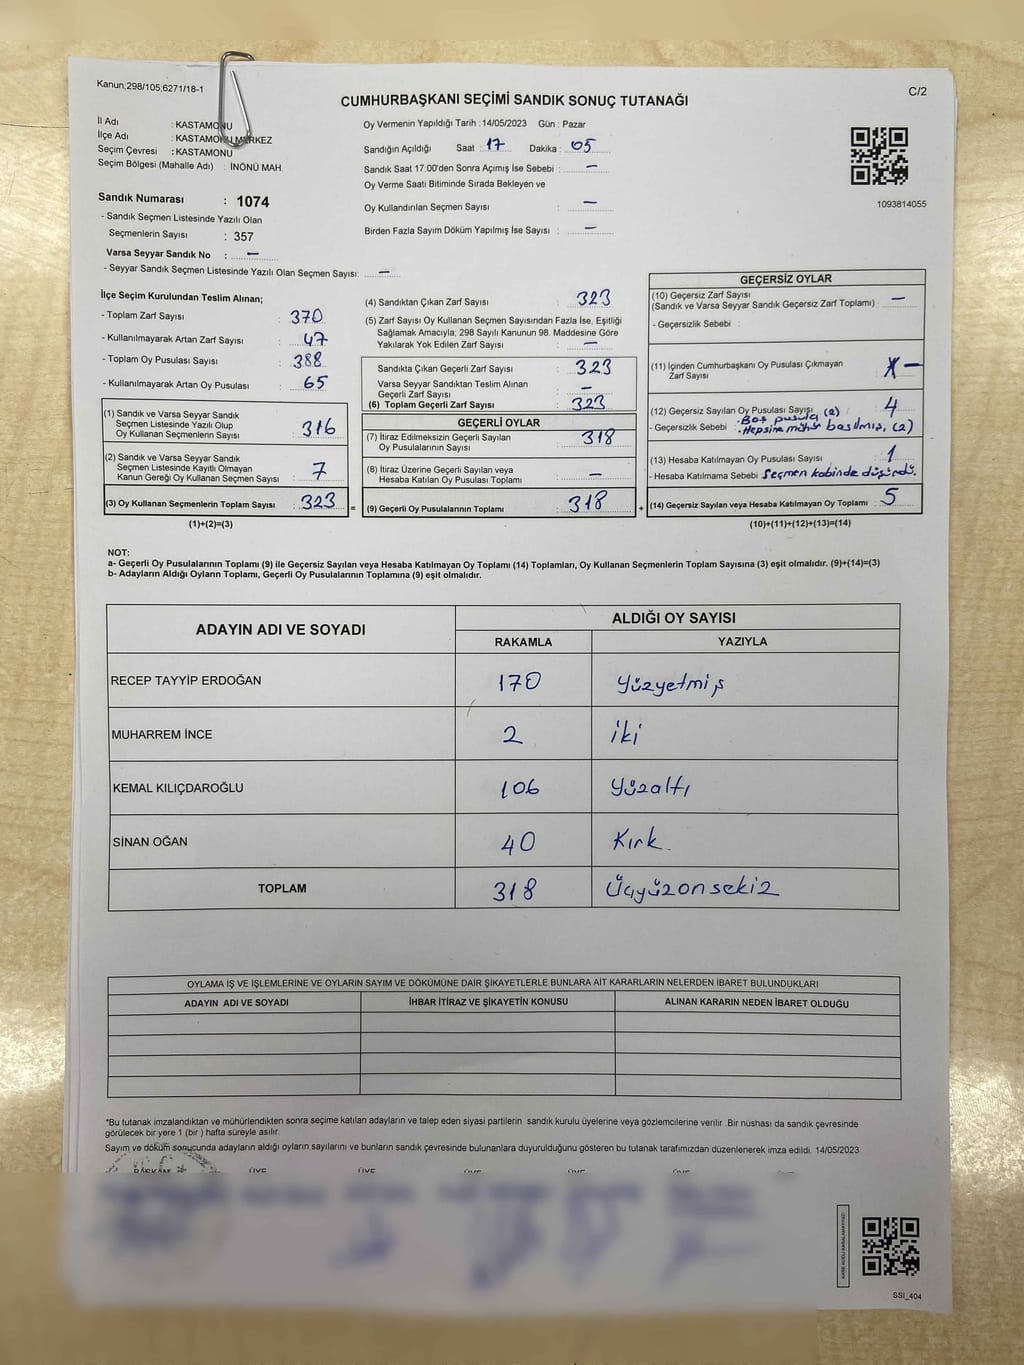 Kanun;298/105;6271/18-1
C/2
CUMHURBAŞKANI SEÇİMİ SANDIK SONUÇ TUTANAĞI
İl Adı : KASTAMONU
İlçe Adı : KASTAMONU MERKEZ
Seçim Çevresi : KASTAMONU
Seçim Bölgesi (Mahalle Adı) : İNÖNÜ MAH.
Oy Vermenin Yapıldığı Tarih : 14/05/2023 Gün : Pazar
Sandığın Açıldığı Saat : 17 Dakika : 05
Sandık Saat 17:00'den Sonra Açımış İse Sebebi : –
Oy Verme Saati Bitiminde Sırada Bekleyen ve
Oy Kullandırılan Seçmen Sayısı : –
Birden Fazla Sayım Döküm Yapılmış İse Sayısı : –
1093814055
Sandık Numarası : 1074
- Sandık Seçmen Listesinde Yazılı Olan
Seçmenlerin Sayısı : 357
Varsa Seyyar Sandık No : –
- Seyyar Sandık Seçmen Listesinde Yazılı Olan Seçmen Sayısı: –
İlçe Seçim Kurulundan Teslim Alınan;
- Toplam Zarf Sayısı : 370
- Kullanılmayarak Artan Zarf Sayısı : 47
- Toplam Oy Pusulası Sayısı : 388
- Kullanılmayarak Artan Oy Pusulası : 65
(1) Sandık ve Varsa Seyyar Sandık
Seçmen Listesinde Yazılı Olup
Oy Kullanan Seçmenlerin Sayısı : 316
(2) Sandık ve Varsa Seyyar Sandık
Seçmen Listesinde Kayıtlı Olmayan
Kanun Gereği Oy Kullanan Seçmen Sayısı : 7
(3) Oy Kullanan Seçmenlerin Toplam Sayısı : 323
(1)+(2)=(3)
(4) Sandıktan Çıkan Zarf Sayısı : 323
(5) Zarf Sayısı Oy Kullanan Seçmen Sayısından Fazla İse, Eşitliği
Sağlamak Amacıyla; 298 Sayılı Kanunun 98. Maddesine Göre
Yakılarak Yok Edilen Zarf Sayısı : –
Sandıkta Çıkan Geçerli Zarf Sayısı : 323
Varsa Seyyar Sandıktan Teslim Alınan
Geçerli Zarf Sayısı : –
(6) Toplam Geçerli Zarf Sayısı : 323
GEÇERLİ OYLAR
(7) İtiraz Edilmeksizin Geçerli Sayılan
Oy Pusulalarının Sayısı : 318
(8) İtiraz Üzerine Geçerli Sayılan veya
Hesaba Katılan Oy Pusulası Toplamı : –
= (9) Geçerli Oy Pusulalarının Toplamı : 318 +
GEÇERSİZ OYLAR
(10) Geçersiz Zarf Sayısı
(Sandık ve Varsa Seyyar Sandık Geçersiz Zarf Toplamı) : –
- Geçersizlik Sebebi :
(11) İçinden Cumhurbaşkanı Oy Pusulası Çıkmayan
Zarf Sayısı –
(12) Geçersiz Sayılan Oy Pusulası Sayısı : 4
. Boş pusula (2)
- Geçersizlik Sebebi . Hepsine mühür basılmış, (2)
(13) Hesaba Katılmayan Oy Pusulası Sayısı : 1
- Hesaba Katılmama Sebebi Seçmen kabinde düşürdü.
(14) Geçersiz Sayılan veya Hesaba Katılmayan Oy Toplamı : 5
(10)+(11)+(12)+(13)=(14)
NOT:
a- Geçerli Oy Pusulalarının Toplamı (9) ile Geçersiz Sayılan veya Hesaba Katılmayan Oy Toplamı (14) Toplamları, Oy Kullanan Seçmenlerin Toplam Sayısına (3) eşit olmalıdır. (9)+(14)=(3)
b- Adayların Aldığı Oyların Toplamı, Geçerli Oy Pusulalarının Toplamına (9) eşit olmalıdır.
ADAYIN ADI VE SOYADI
ALDIĞI OY SAYISI
RAKAMLA YAZIYLA
RECEP TAYYİP ERDOĞAN 170 Yüzyetmiş
MUHARREM İNCE 2 iki
KEMAL KILIÇDAROĞLU 106 Yüzaltı
SİNAN OĞAN 40 Kırk.
TOPLAM 318 Üçyüzonsekiz
OYLAMA İŞ VE İŞLEMLERİNE VE OYLARIN SAYIM VE DÖKÜMÜNE DAİR ŞİKAYETLERLE BUNLARA AİT KARARLARIN NELERDEN İBARET BULUNDUKLARI
ADAYIN ADI VE SOYADI İHBAR İTİRAZ VE ŞİKAYETİN KONUSU ALINAN KARARIN NEDEN İBARET OLDUĞU
*Bu tutanak imzalandıktan ve mühürlendikten sonra seçime katılan adayların ve talep eden siyasi partilerin sandık kurulu üyelerine veya gözlemcilerine verilir .Bir nüshası da sandık çevresinde
görülecek bir yere 1 (bir ) hafta süreyle asılır.
Sayım ve döküm sonucunda adayların aldığı oyların sayılarını ve bunların sandık çevresinde bulunanlara duyurulduğunu gösteren bu tutanak tarafımızdan düzenlenerek imza edildi. 14/05/2023
BAŞKAN ÜYE ÜYE ÜYE ÜYE ÜYE
SSI_404